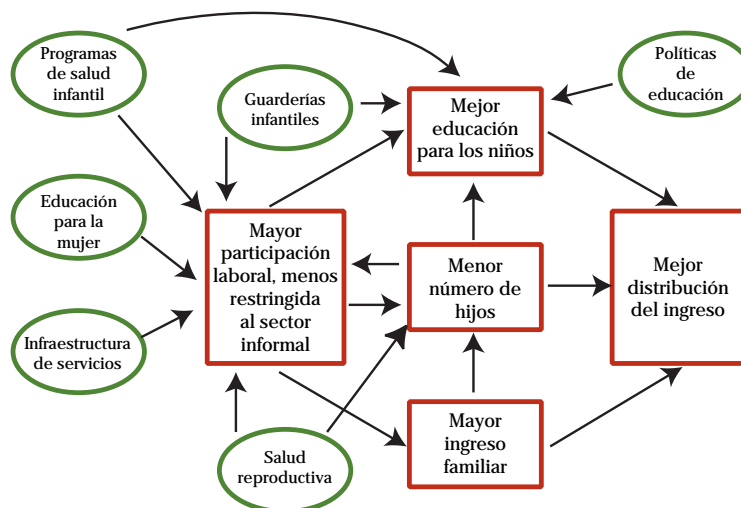 Programas
de salud
infantil
Guarderías
infantiles
Políticas
de
educación
Mejor
educación
para los niños
Educación
para la
mujer
Mayor
participación
laboral, menos
restringida
al sector
informal
Menor
número de
hijos
Mejor
distribución
del ingreso
Infraestructura
de servicios
Salud
reproductiva
Mayor
ingreso
familiar